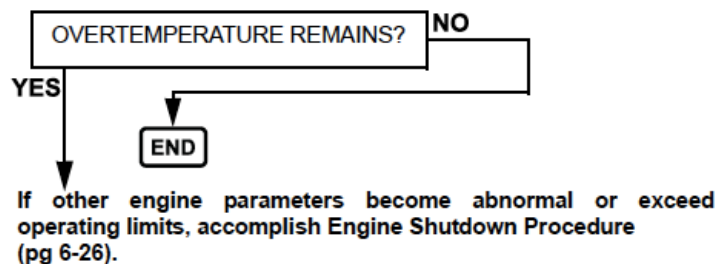 OVERTEMPERATURE REMAINS?
NO
YES
END
If other engine parameters become abnormal or exceed
operating limits, accomplish Engine Shutdown Procedure
(pg 6-26).